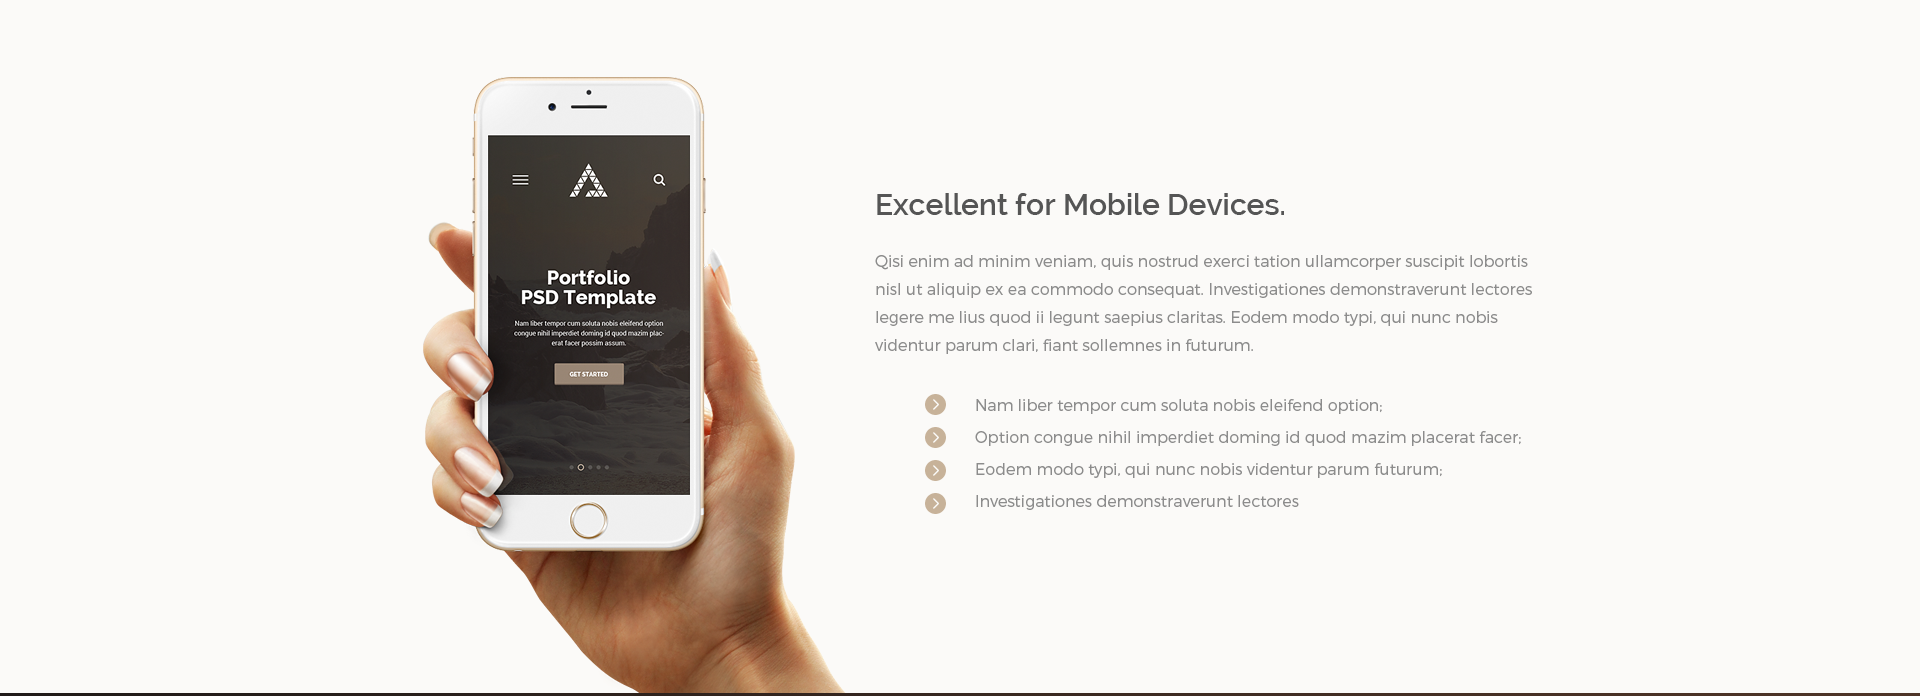 Portfolio
PSD Template
Nam liber tempor cum soluta nobis eleifend option
congue nihil imperdiet doming id quod mazim plac-
erat facer possim assum.
GET STARTED
Excellent for Mobile Devices.
Qisi enim ad minim veniam, quis nostrud exerci tation ullamcorper suscipit lobortis
nisl ut aliquip ex ea commodo consequat. Investigationes demonstraverunt lectores
legere me lius quod ii legunt saepius claritas. Eodem modo typi, qui nunc nobis
videntur parum clari, fiant sollemnes in futurum.
Nam liber tempor cum soluta nobis eleifend option;
Option congue nihil imperdiet doming id quod mazim placerat facer;
Eodem modo typi, qui nunc nobis videntur parum futurum;
Investigationes demonstraverunt lectores